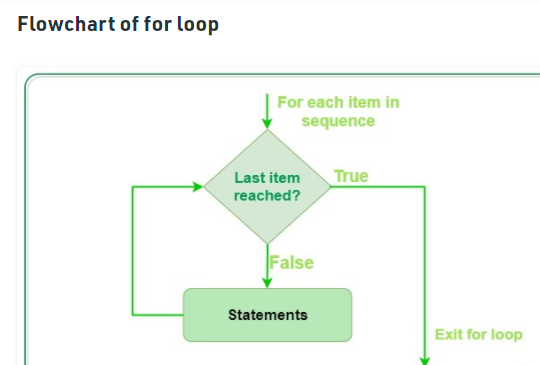 Flowchart of for loop
For each item in
sequence
Last item
reached?
True
False
Statements
Exit for loop